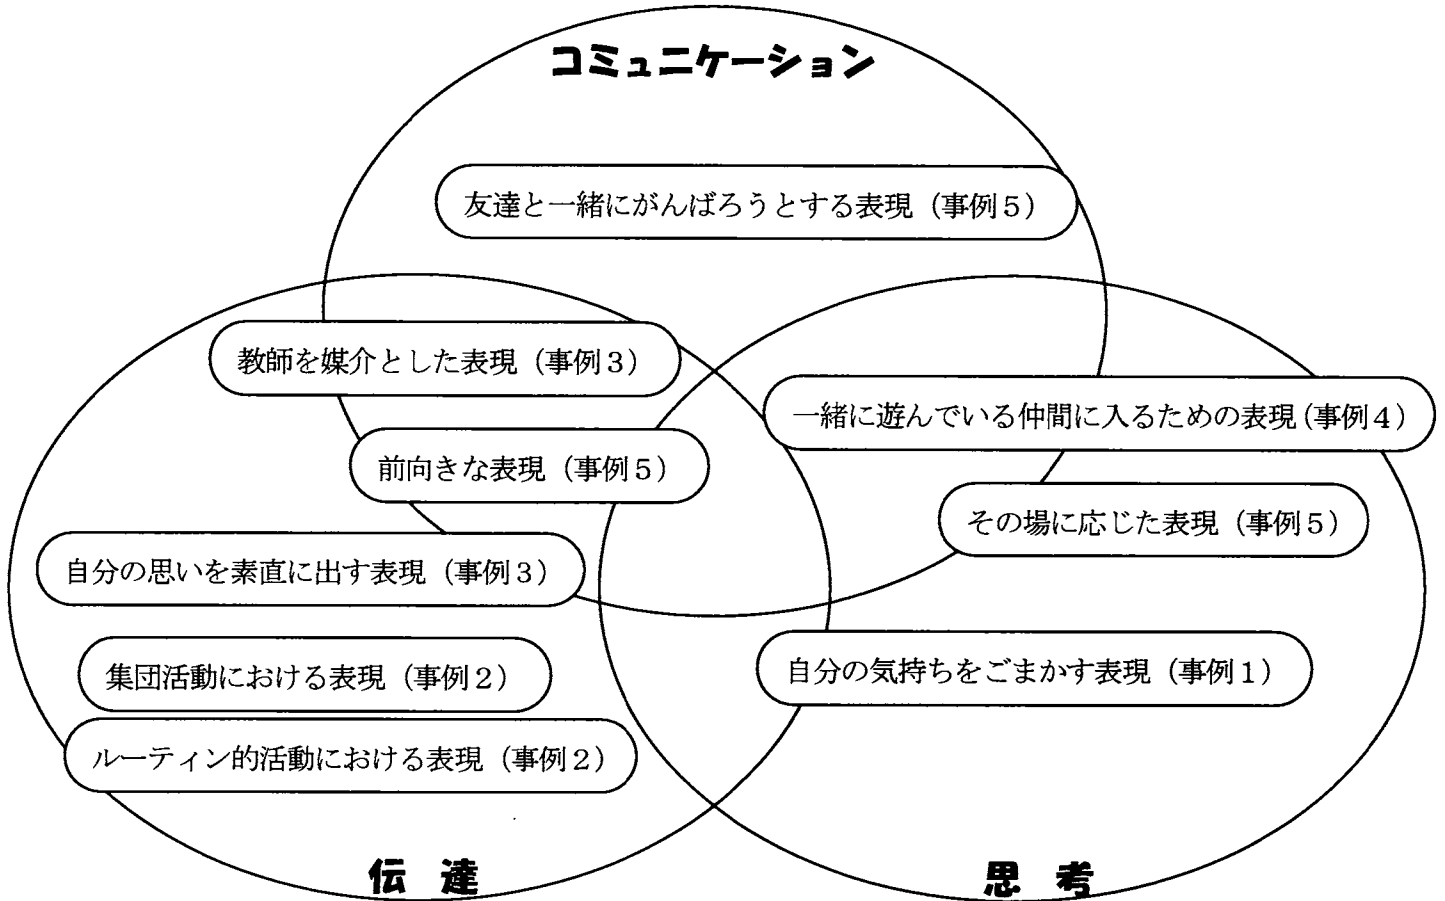 コミュニケーション
友達と一緒にがんばろうとする表現（事例５）
教師を媒介とした表現（事例３）
一緒に遊んでいる仲間に入るための表現（事例４）
前向きな表現（事例５）
その場に応じた表現（事例５）
自分の思いを素直に出す表現（事例３）
集団活動における表現（事例２）
自分の気持ちをごまかす表現（事例１）
ルーティン的活動における表現（事例２）
伝達
思考